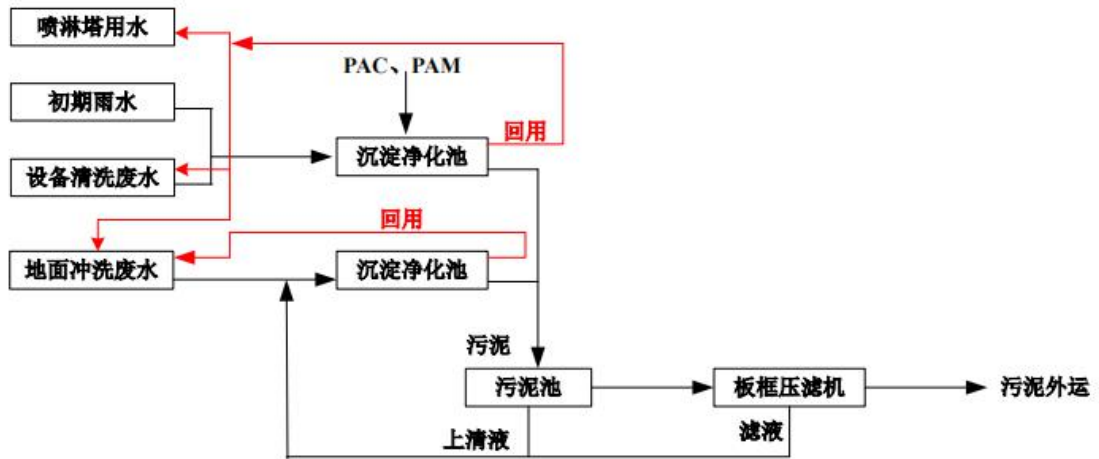 喷淋塔用水
PAC、PAM
初期雨水
回用
沉淀净化池
设备清洗废水
回用
地面冲洗废水
沉淀净化池
污泥
污泥池
板框压滤机
污泥外运
上清液
滤液